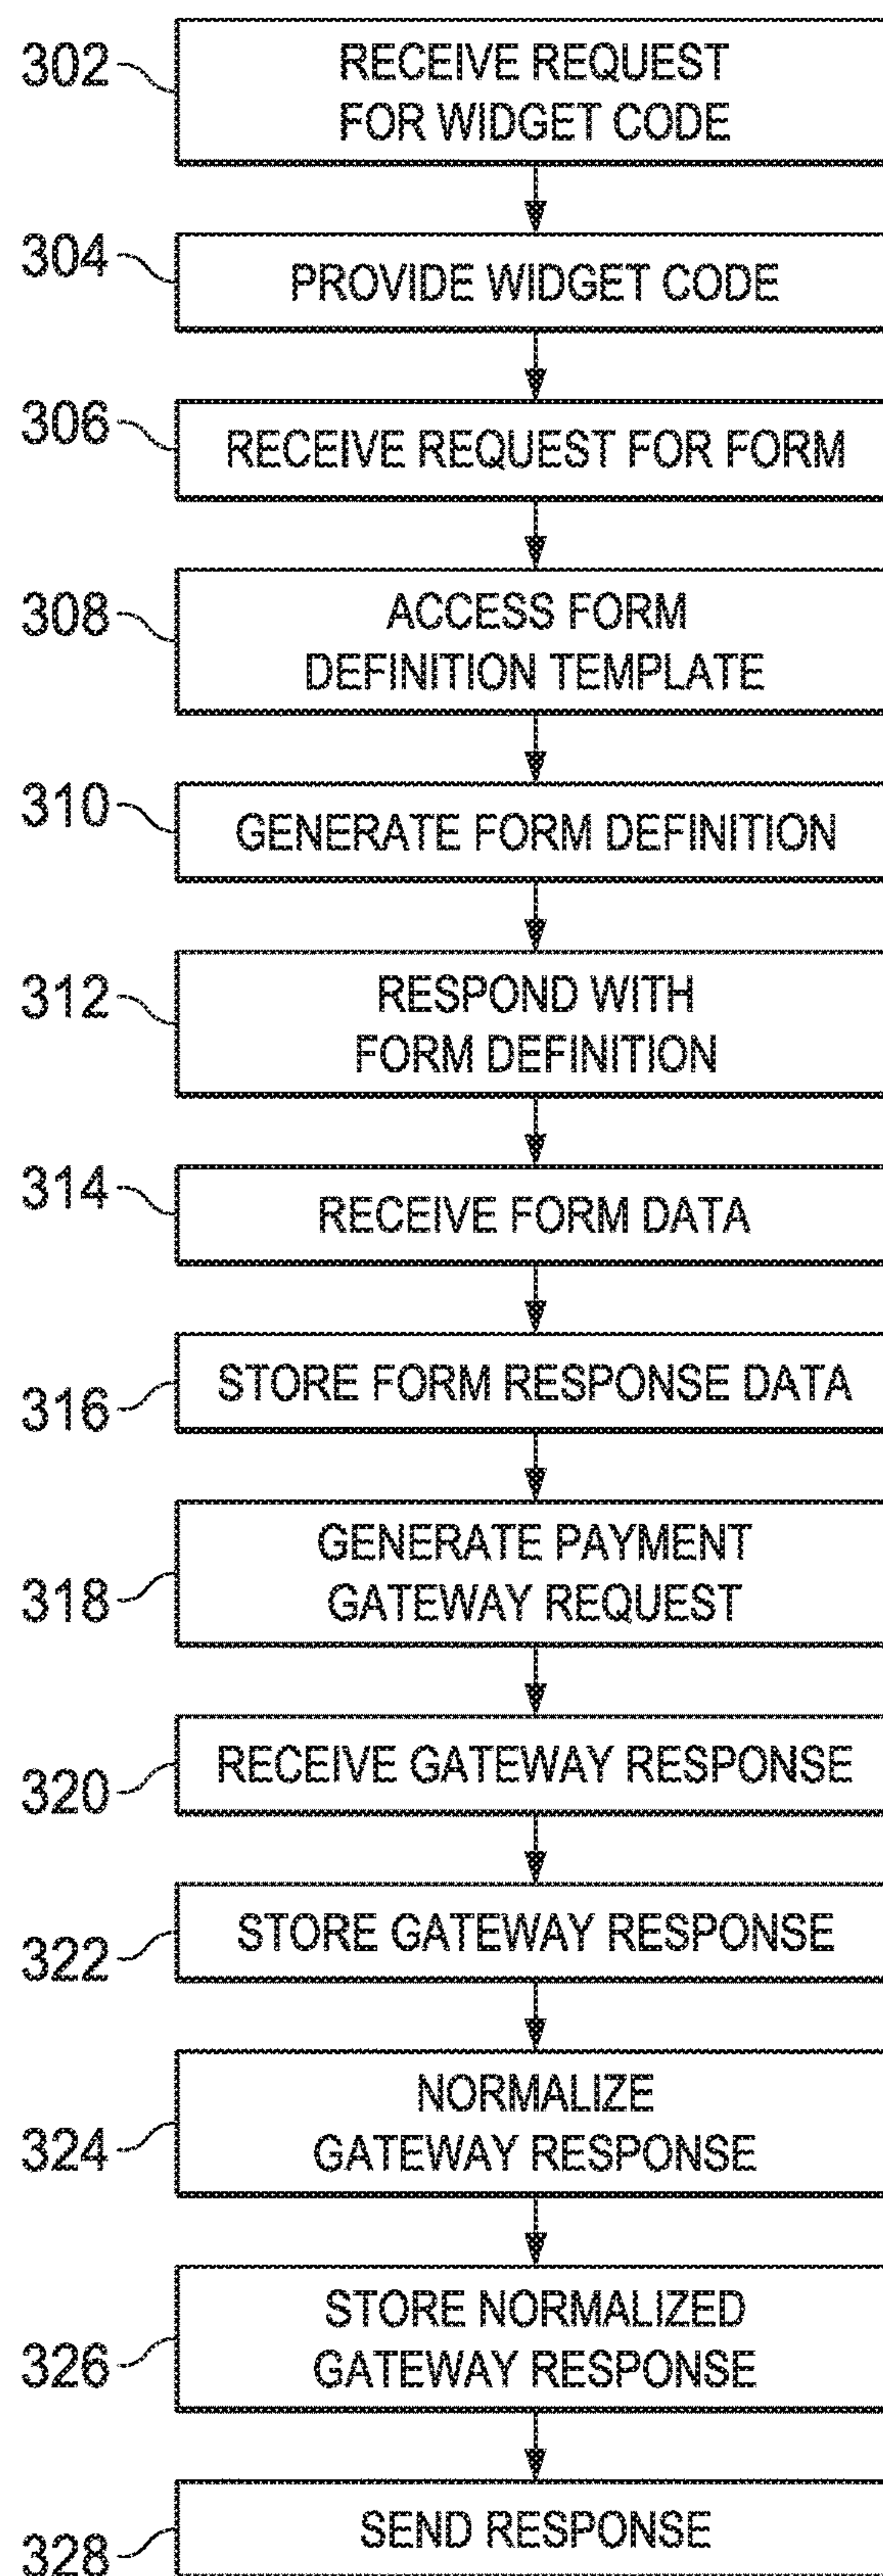 302
RECEIVE REQUEST
FOR WIDGET CODE
304
PROVIDE WIDGET CODE
306
RECEIVE REQUEST FOR FORM
308
ACCESS FORM
DEFINITION TEMPLATE
310
GENERATE FORM DEFINITION
312
RESPOND WITH
FORM DEFINITION
314
RECEIVE FORM DATA
316
STORE FORM RESPONSE DATA
318
GENERATE PAYMENT
GATEWAY REQUEST
320
RECEIVE GATEWAY RESPONSE
322
STORE GATEWAY RESPONSE
324
NORMALIZE
GATEWAY RESPONSE
326
STORE NORMALIZED
GATEWAY RESPONSE
328
SEND RESPONSE